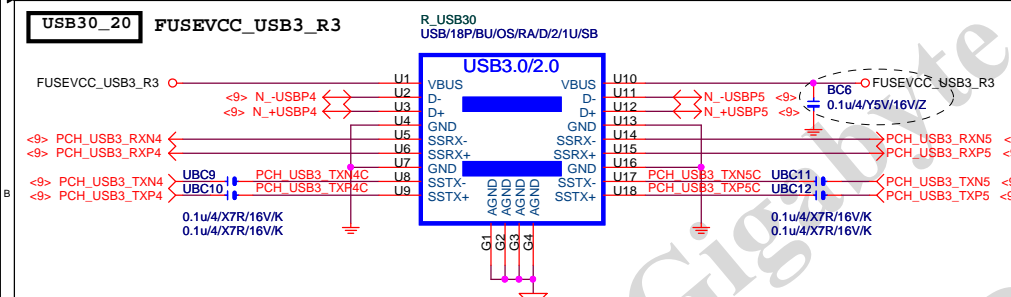 USB30_20 FUSEVCC_USB3_R3
R_USB30
USB/18P/BU/OS/RA/D/2/1U/SB
USB3.0/2.0
FUSEVCC_USB3_R3 U1 VBUS VBUS U10 FUSEVCC_USB3_R3
<9> N_-USBP4 U2 D- D- U11 N_-USBP5 <9> BC6
<9> N_+USBP4 U3 D+ D+ U12 N_+USBP5 <9> 0.1u/4/Y5V/16V/Z
U4 GND GND U13
<9> PCH_USB3_RXN4 U5 SSRX- SSRX- U14 PCH_USB3_RXN5
<9> PCH_USB3_RXP4 U6 SSRX+ SSRX+ U15 PCH_USB3_RXP5
U7 GND GND U16
<9> PCH_USB3_TXN4 UBC9 PCH_USB3_TXN4C U8 SSTX- SSTX- U17 PCH_USB3_TXN5C UBC11 PCH_USB3_TXN5
<9> PCH_USB3_TXP4 UBC10 PCH_USB3_TXP4C U9 SSTX+ SSTX+ U18 PCH_USB3_TXP5C UBC12 PCH_USB3_TXP5
B
0.1u/4/X7R/16V/K 0.1u/4/X7R/16V/K
0.1u/4/X7R/16V/K 0.1u/4/X7R/16V/K
AGND AGND AGND AGND
G1 G2 G3 G4
Gigabyte